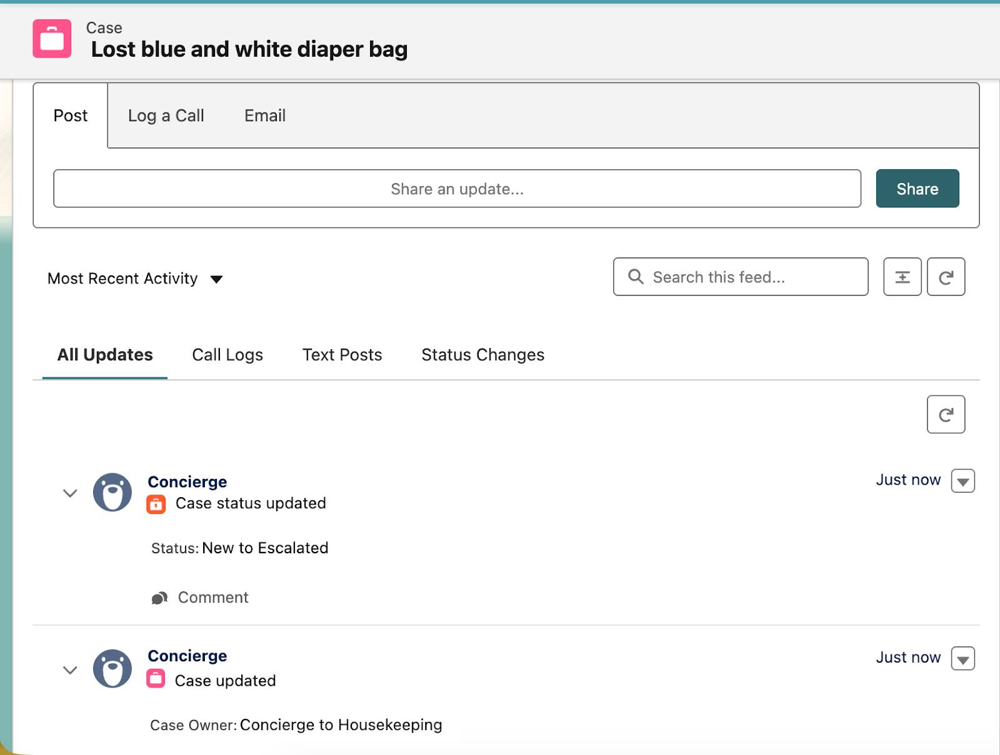 Case
Lost blue and white diaper bag
Post
Log a Call
Email
Share an update...
Share
Most Recent Activity
Search this feed...
All Updates
Call Logs
Text Posts
Status Changes
Concierge
Just now
Case status updated
Status: New to Escalated
Comment
Concierge
Just now
Case updated
Case Owner: Concierge to Housekeeping